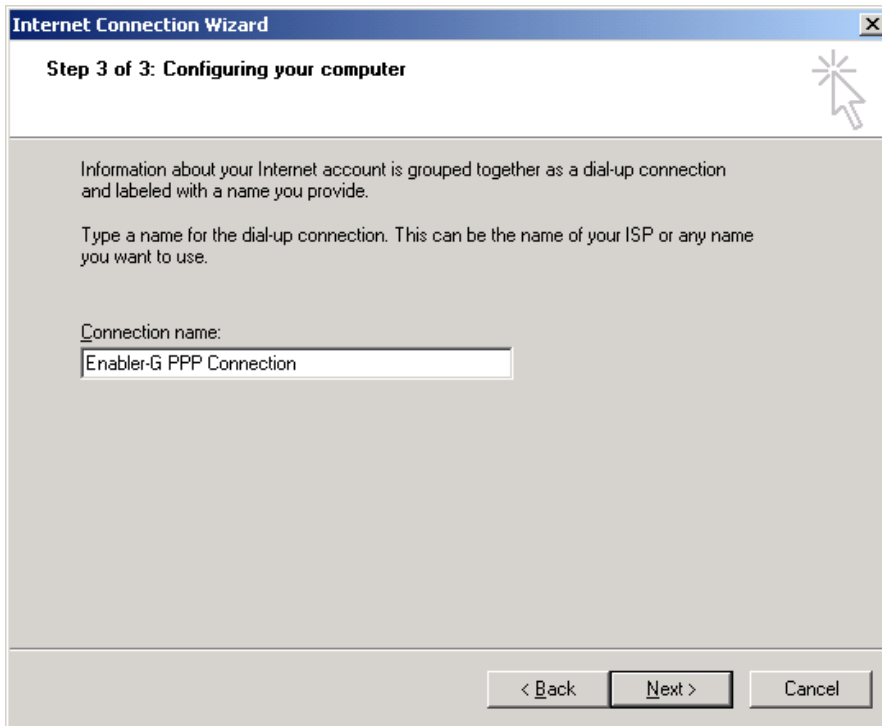 Internet Connection Wizard
Step 3 of 3: Configuring your computer
Information about your Internet account is grouped together as a dial-up connection
and labeled with a name you provide.
Type a name for the dial-up connection. This can be the name of your ISP or any name
you want to use.
Connection name:
Enabler-G PPP Connection
< Back Next > Cancel